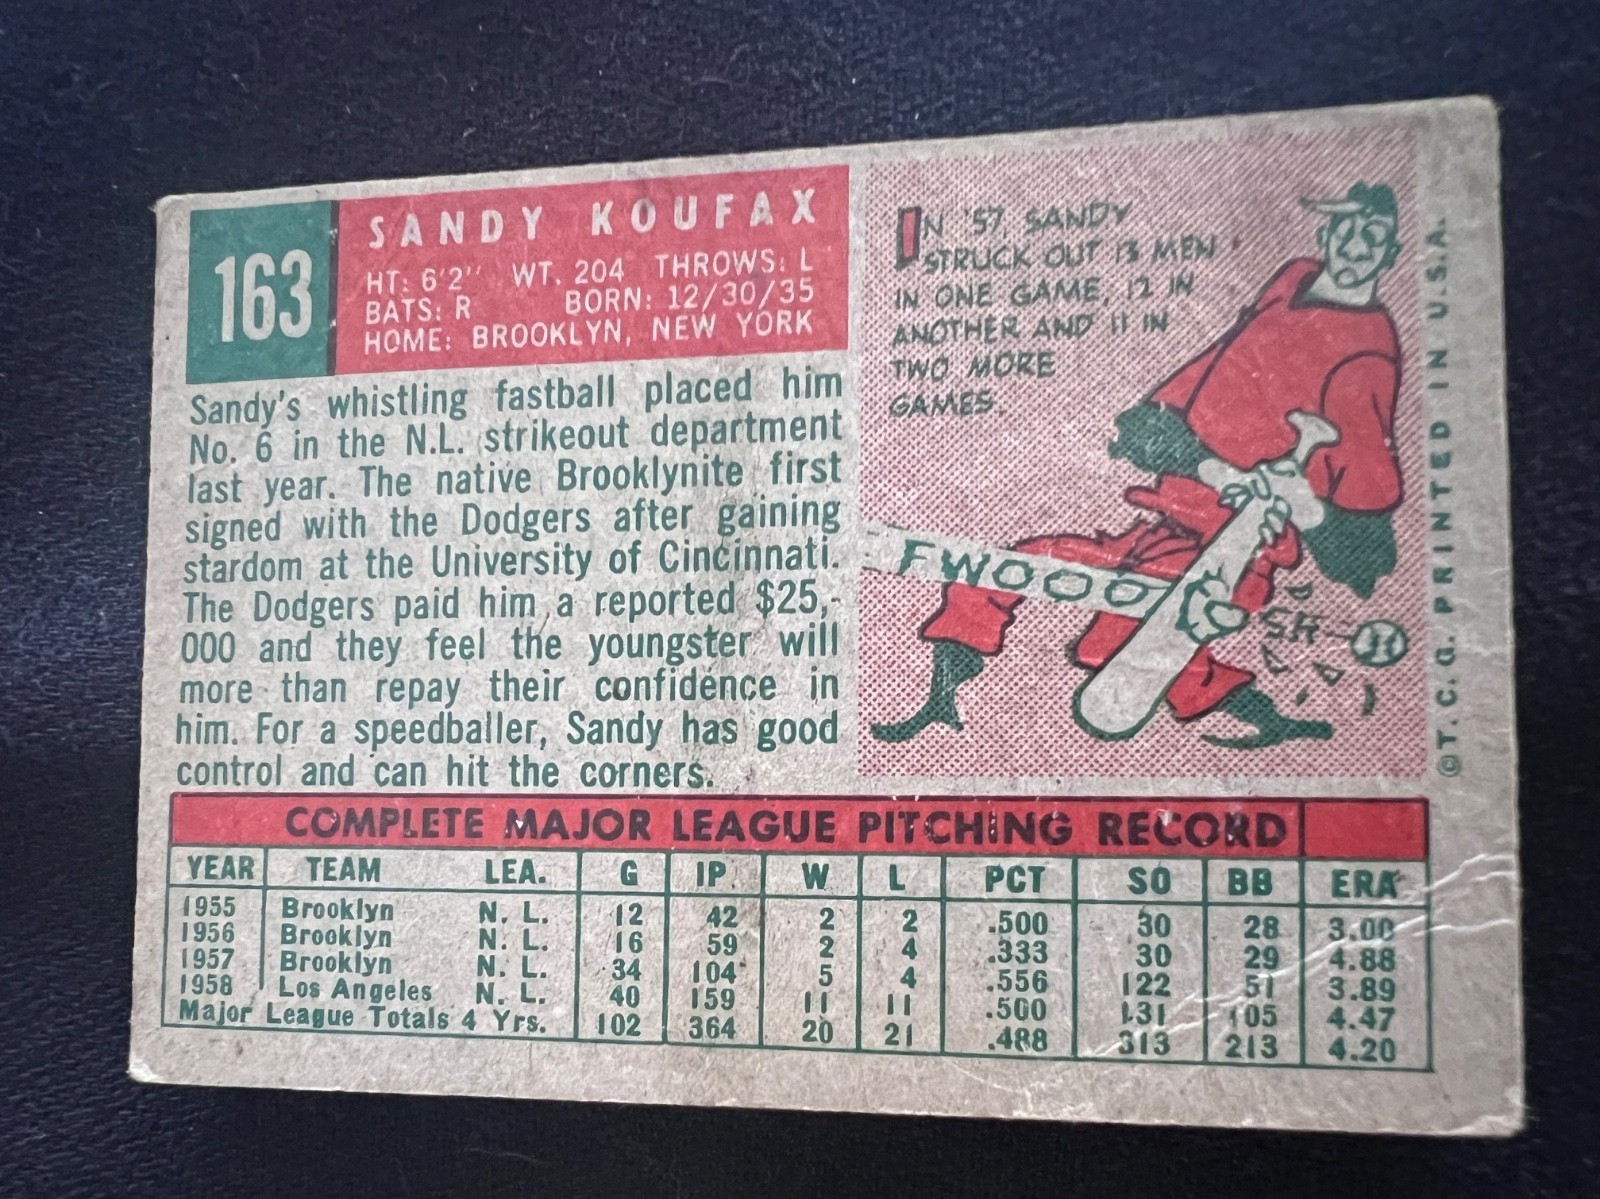 163
SANDY KOUFAX
HT: 6'2" WT. 204 THROWS: L
BATS: R BORN: 12/30/35
HOME: BROOKLYN, NEW YORK
Sandy's whistling fastball placed him
No. 6 in the N.L. strikeout department
last year. The native Brooklynite first
signed with the Dodgers after gaining
stardom at the University of Cincinnati.
The Dodgers paid him a reported $25,-
000 and they feel the youngster will
more than repay their confidence in
him. For a speedballer, Sandy has good
control and can hit the corners.
IN '57, SANDY
STRUCK OUT 13 MEN
IN ONE GAME, 12 IN
ANOTHER AND 11 IN
TWO MORE
GAMES.
FWOOO
SH
©T.C.G. PRINTED IN U.S.A.
COMPLETE MAJOR LEAGUE PITCHING RECORD
YEAR TEAM LEA. G IP W L PCT SO BB ERA
1955 Brooklyn N. L. 12 42 2 2 .500 30 28 3.00
1956 Brooklyn N. L. 16 59 2 4 .333 30 29 4.88
1957 Brooklyn N. L. 34 104 5 4 .556 122 51 3.89
1958 Los Angeles N. L. 40 159 11 11 .500 131 105 4.47
Major League Totals 4 Yrs. 102 364 20 21 .488 313 213 4.20